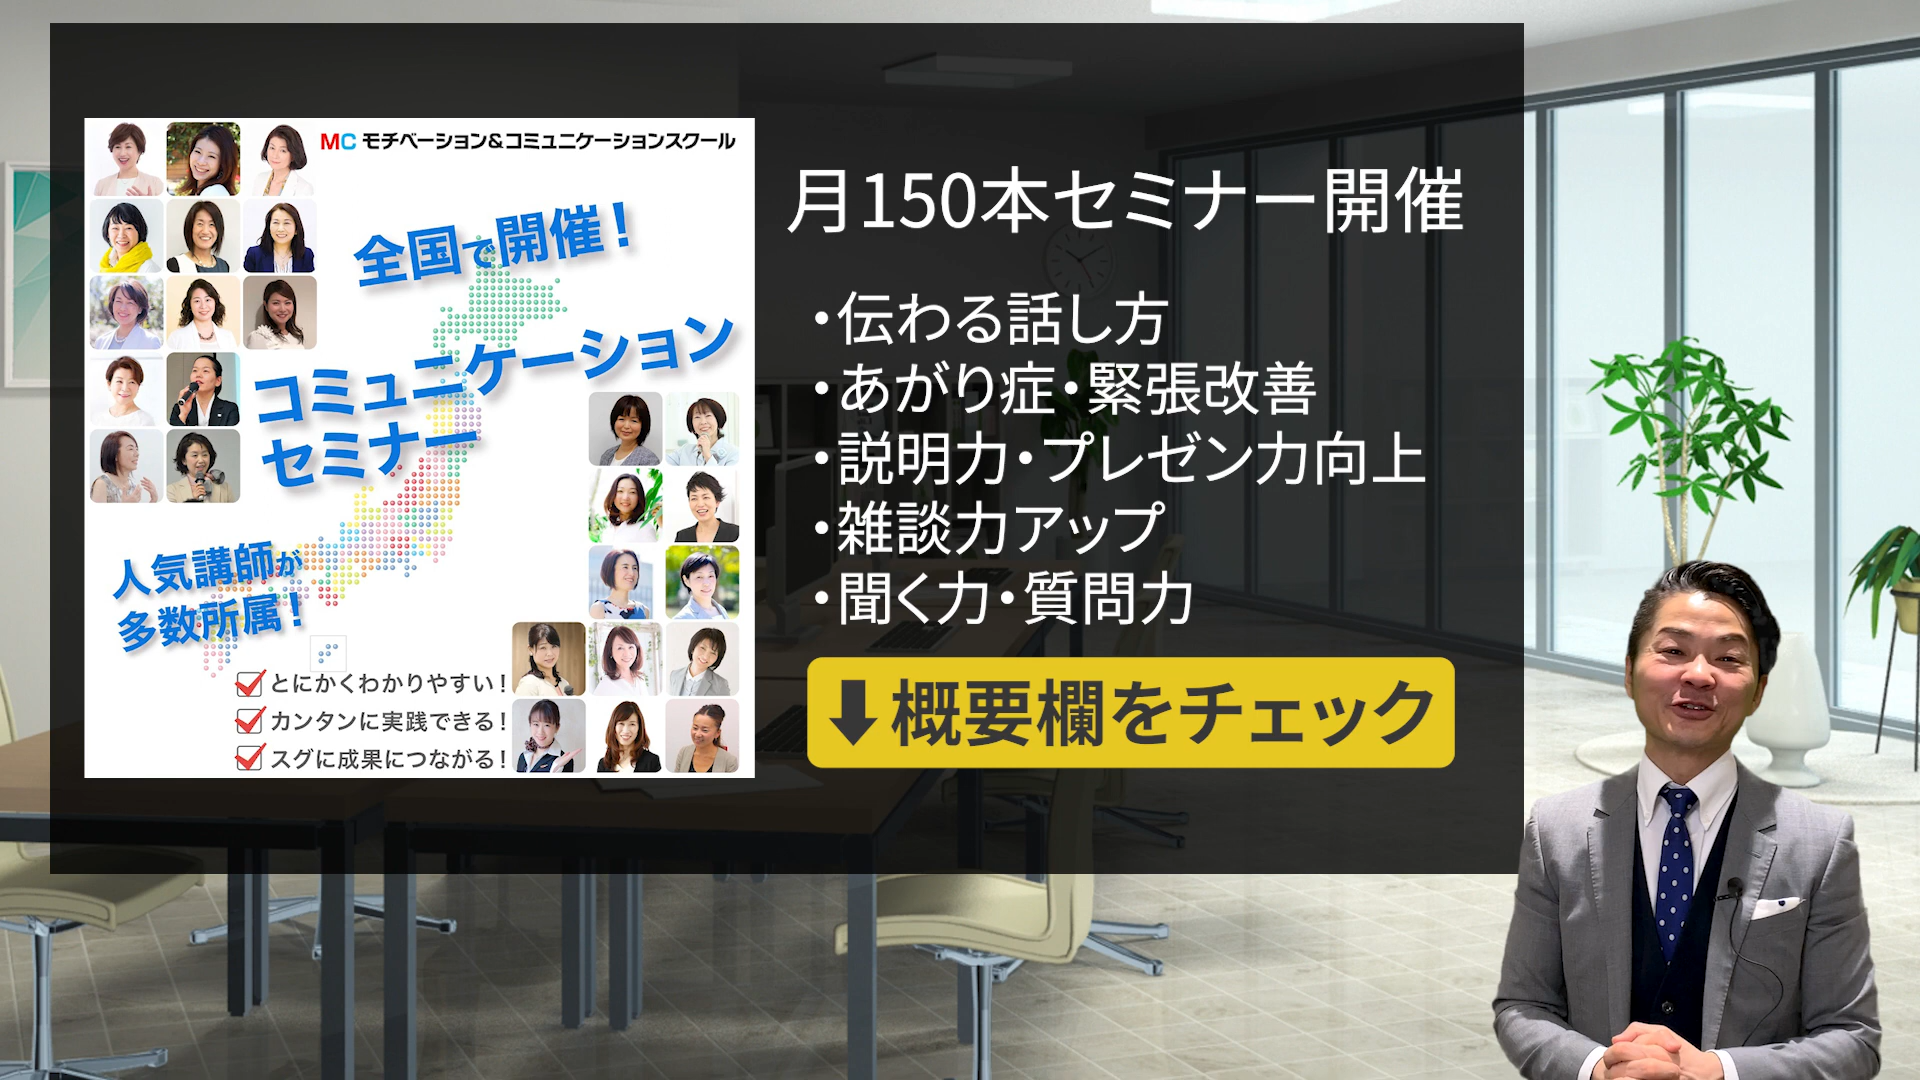 MC モチベーション&コミュニケーションスクール
全国で開催！
コミュニケーション
セミナー
人気講師が
多数所属！
とにかくわかりやすい！
カンタンに実践できる！
スグに成果につながる！
月150本セミナー開催
・伝わる話し方
・あがり症・緊張改善
・説明力・プレゼン力向上
・雑談力アップ
・聞く力・質問力
⬇概要欄をチェック